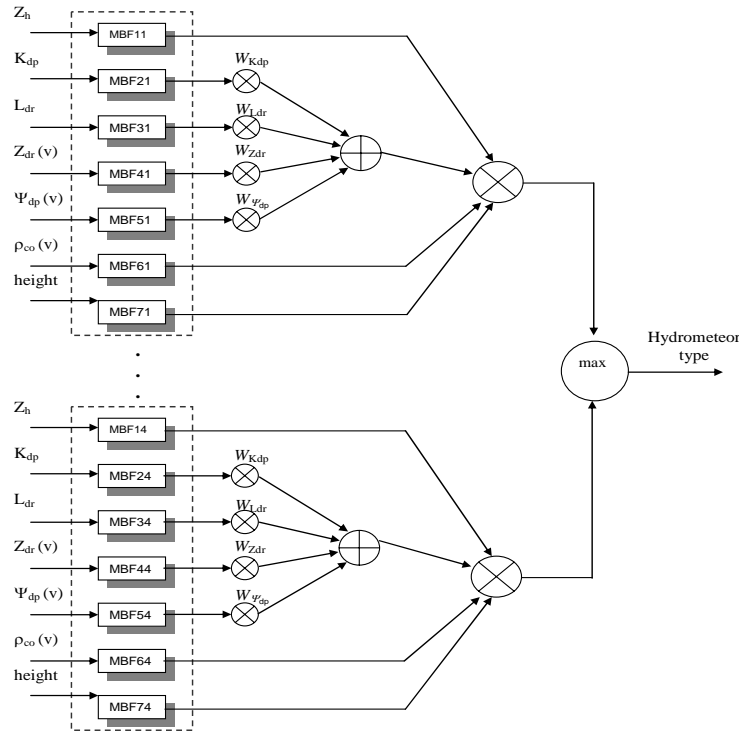 Z_h
MBF11
K_dp
MBF21
W_Kdp
L_dr
MBF31
W_Ldr
Z_dr (v)
MBF41
W_Zdr
Ψ_dp (v)
MBF51
W_Ψdp
ρ_co (v)
MBF61
height
MBF71
max
Hydrometeor
type
Z_h
MBF14
K_dp
MBF24
W_Kdp
L_dr
MBF34
W_Ldr
Z_dr (v)
MBF44
W_Zdr
Ψ_dp (v)
MBF54
W_Ψdp
ρ_co (v)
MBF64
height
MBF74